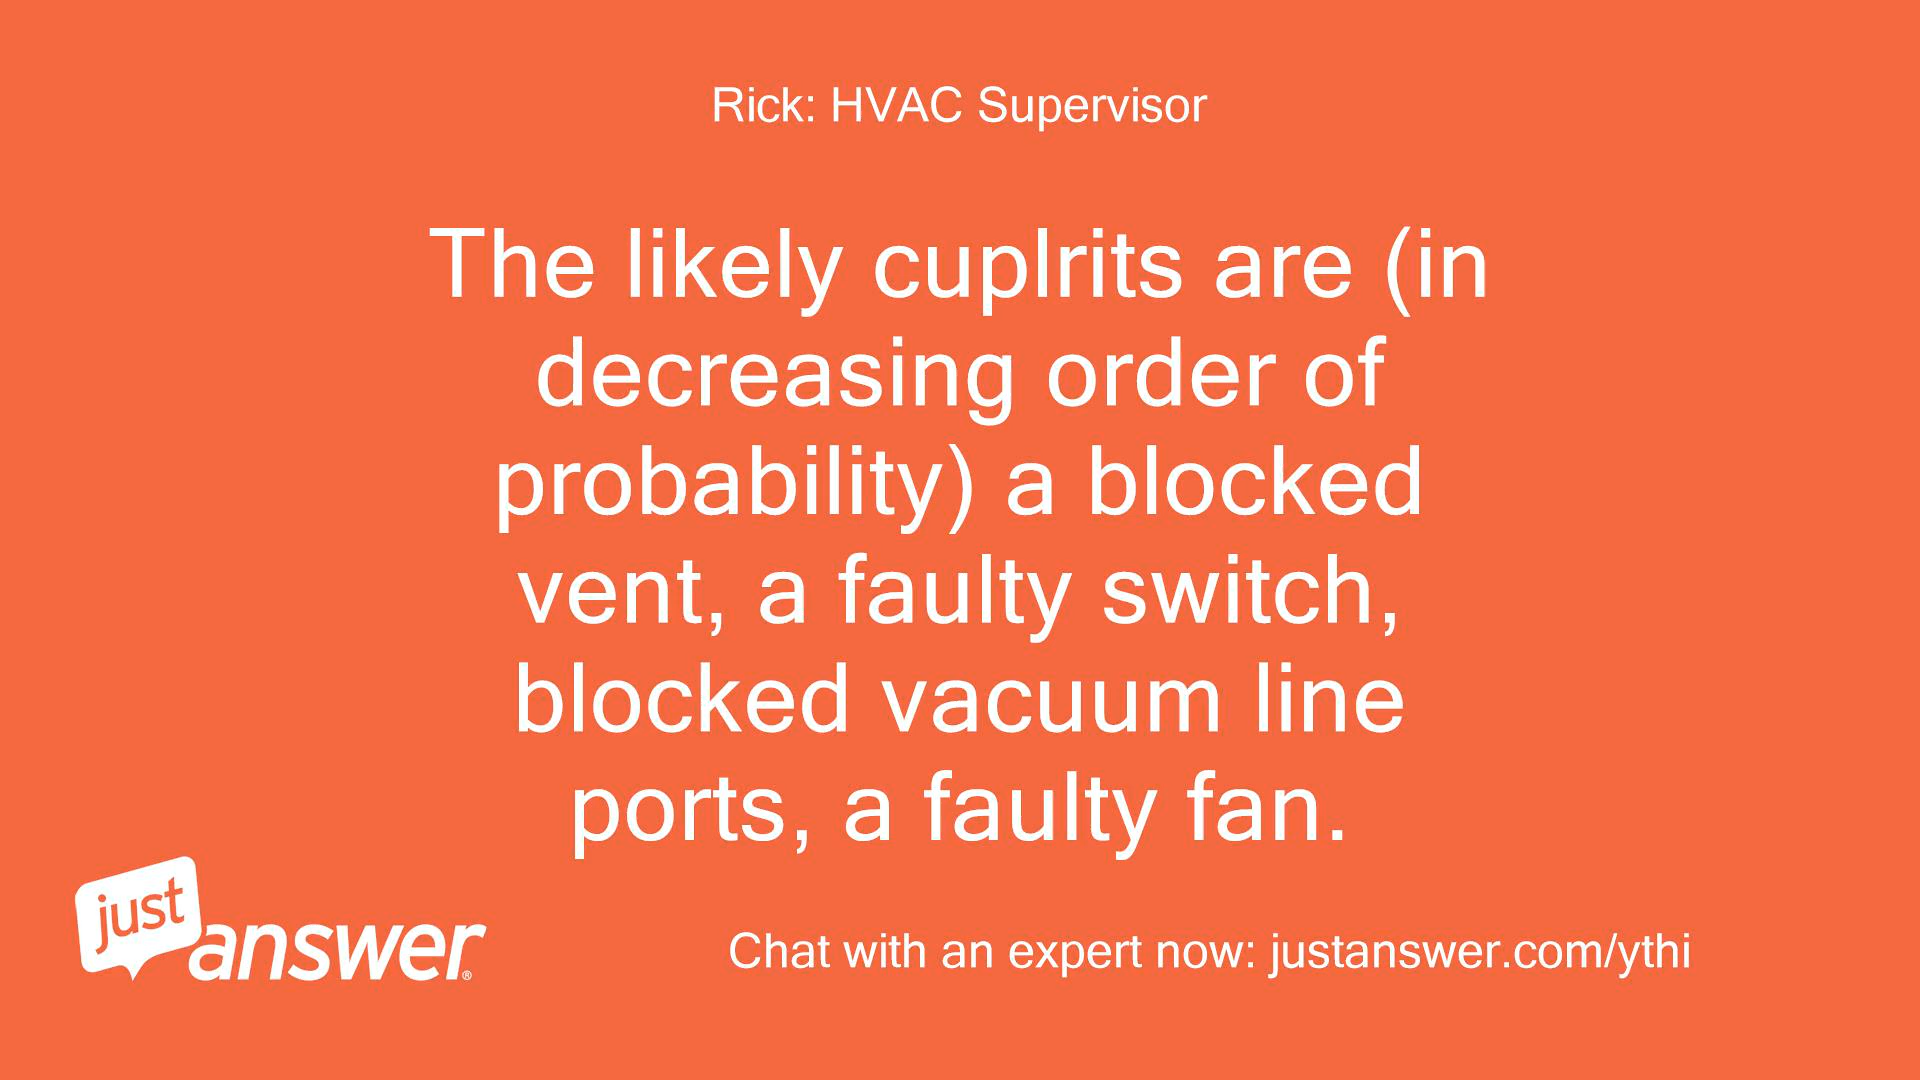 Rick: HVAC Supervisor
The likely cuplrits are (in
decreasing order of
probability) a blocked
vent, a faulty switch,
blocked vacuum line
ports, a faulty fan.
just
answer®
Chat with an expert now: justanswer.com/ythi